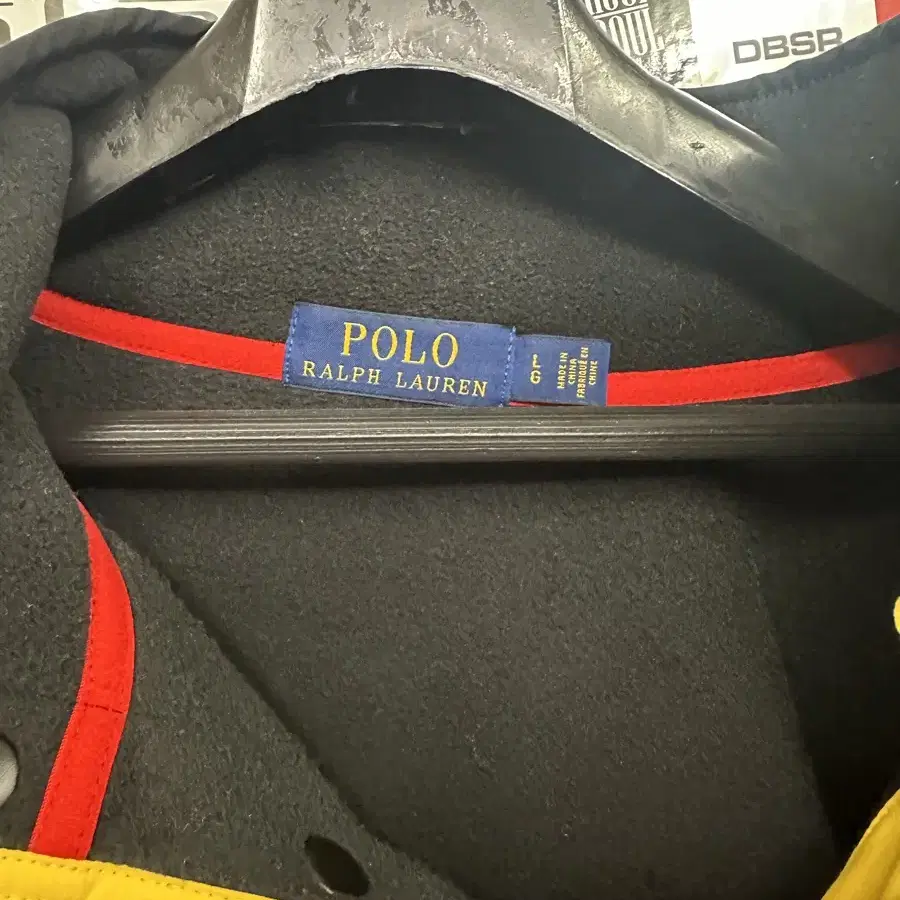 DBSR
POLO
RALPH LAUREN
L
G
MADE IN
CHINA
FABRIQUÉ EN
CHINE